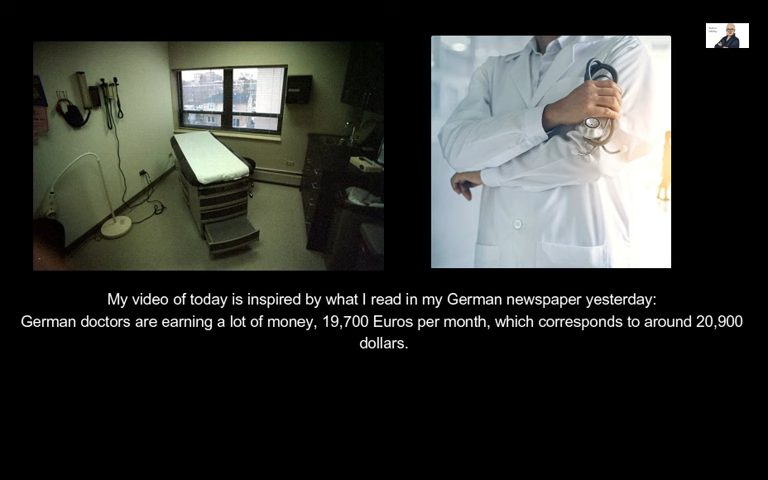 My video of today is inspired by what I read in my German newspaper yesterday:
German doctors are earning a lot of money, 19,700 Euros per month, which corresponds to around 20,900
dollars.